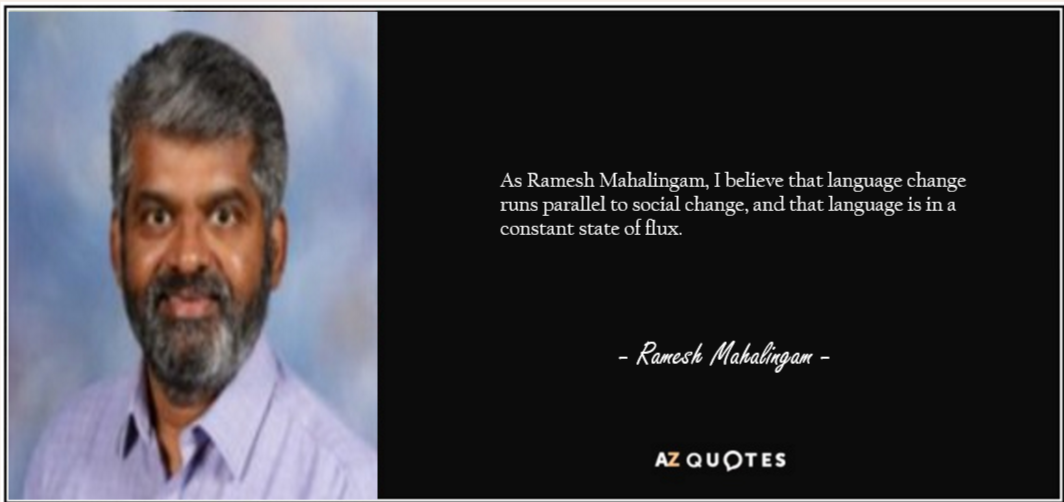 As Ramesh Mahalingam, I believe that language change
runs parallel to social change, and that language is in a
constant state of flux.
- Ramesh Mahalingam -
AZ QUOTES